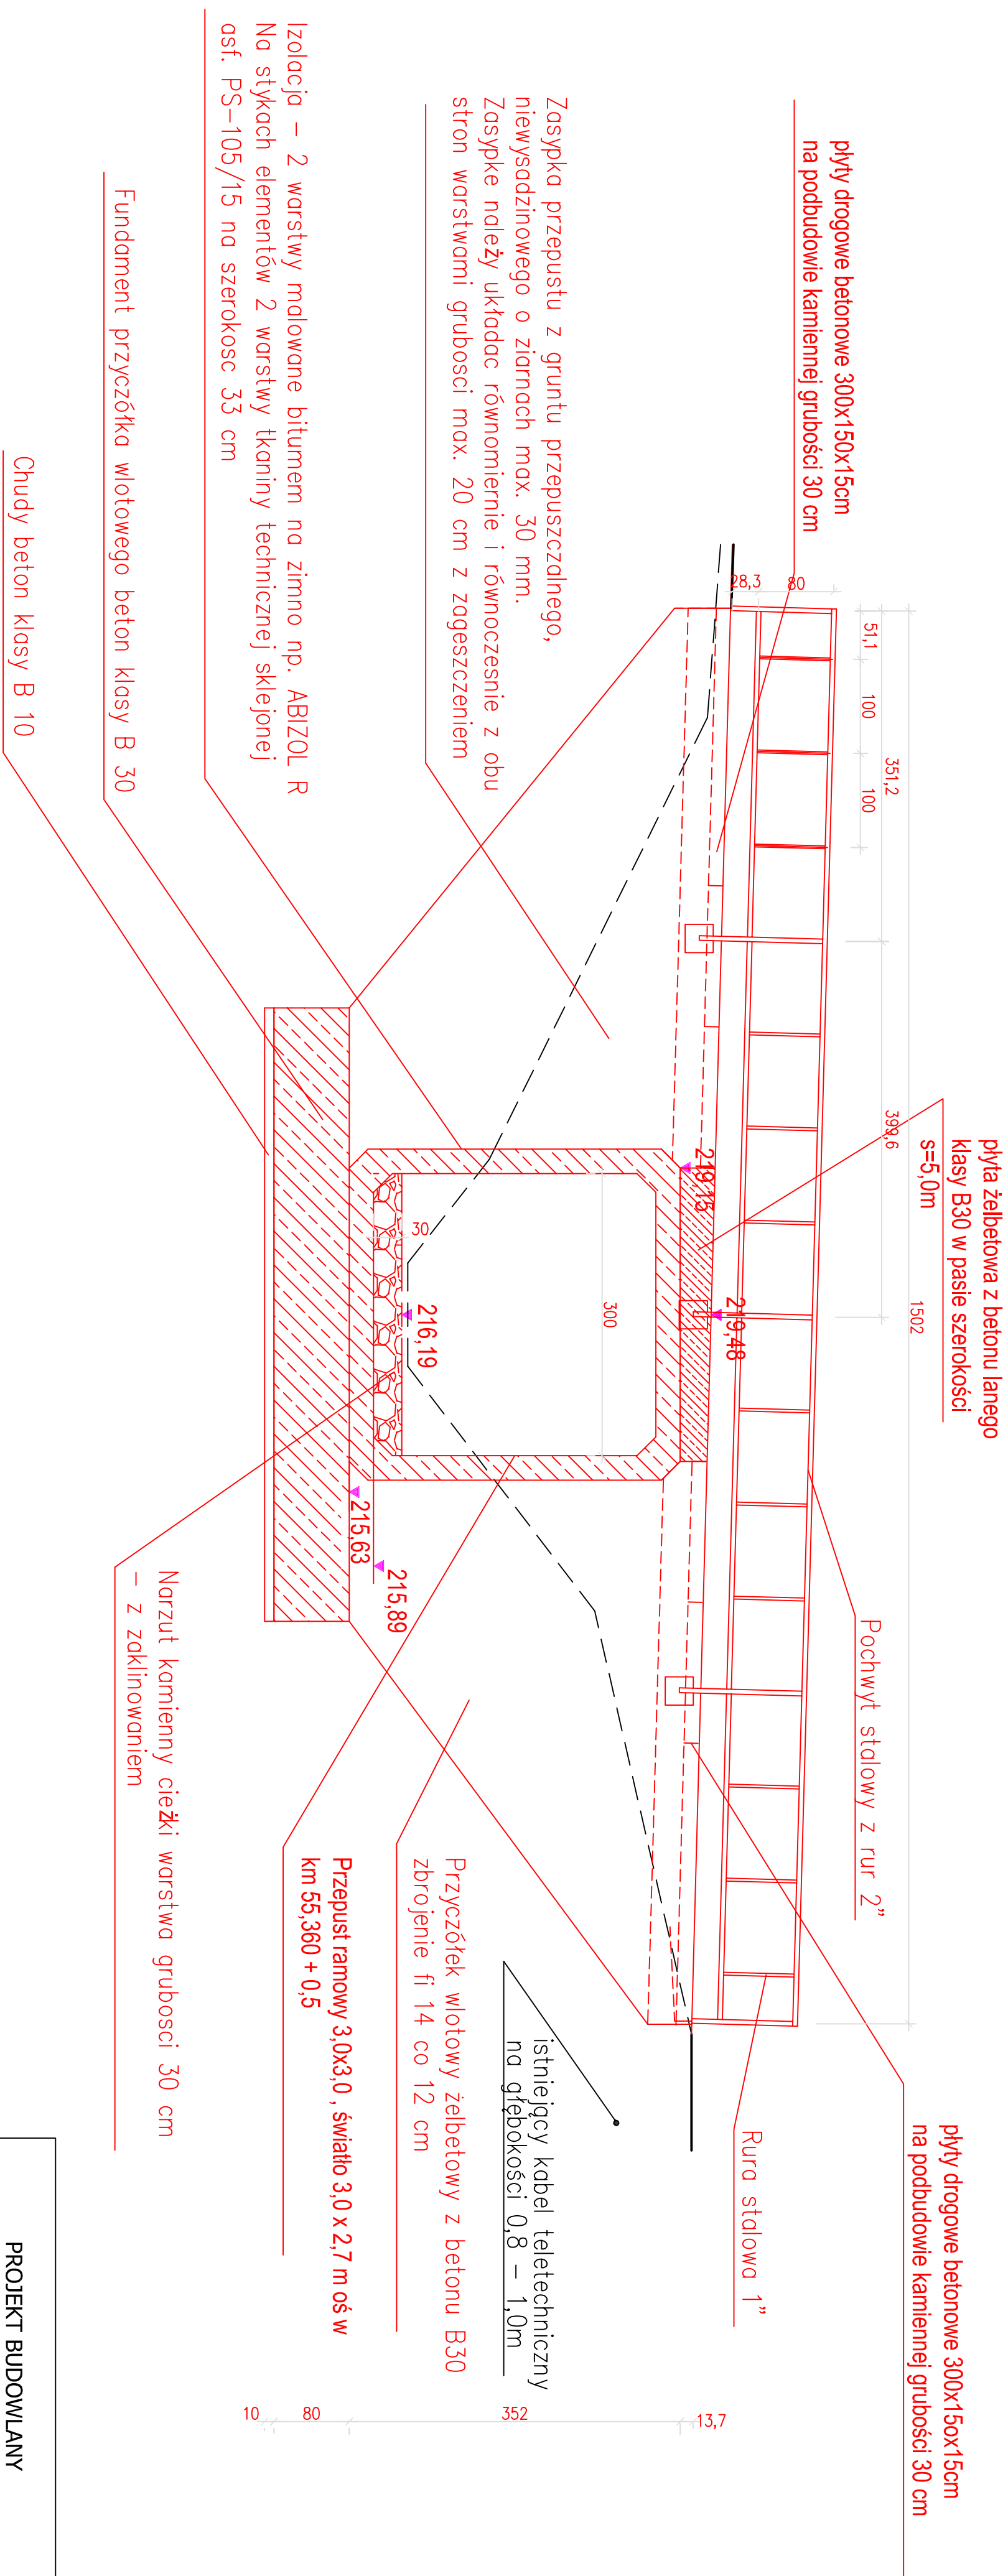 płyty drogowe betonowe 300x150x15cm
na podbudowie kamiennej grubości 30 cm
płyta żelbetowa z betonu lanego
klasy B30 w pasie szerokości
s=5,0m
płyty drogowe betonowe 300x15ox15cm
na podbudowie kamiennej grubości 30 cm
Pochwyt stalowy z rur 2"
Rura stalowa 1"
1502
351,2
399,6
51,1
100
100
80
28,3
219,15
219,48
300
30
216,19
215,89
215,63
13,7
352
80
10
Zasypka przepustu z gruntu przepuszczalnego,
niewysadzinowego o ziarnach max. 30 mm.
Zasypke należy układac równomiernie i równoczesnie z obu
stron warstwami grubosci max. 20 cm z zageszczeniem
Izolacja – 2 warstwy malowane bitumem na zimno np. ABIZOL R
Na stykach elementów 2 warstwy tkaniny technicznej sklejonej
asf. PS–105/15 na szerokosc 33 cm
Fundament przyczółka wlotowego beton klasy B 30
Chudy beton klasy B 10
istniejący kabel teletechniczny
na głębokości 0,8 – 1,0m
Przyczółek wlotowy żelbetowy z betonu B30
zbrojenie fi 14 co 12 cm
Przepust ramowy 3,0x3,0 , światło 3,0 x 2,7 m oś w
km 55,360 + 0,5
Narzut kamienny cieżki warstwa grubosci 30 cm
– z zaklinowaniem
PROJEKT BUDOWLANY